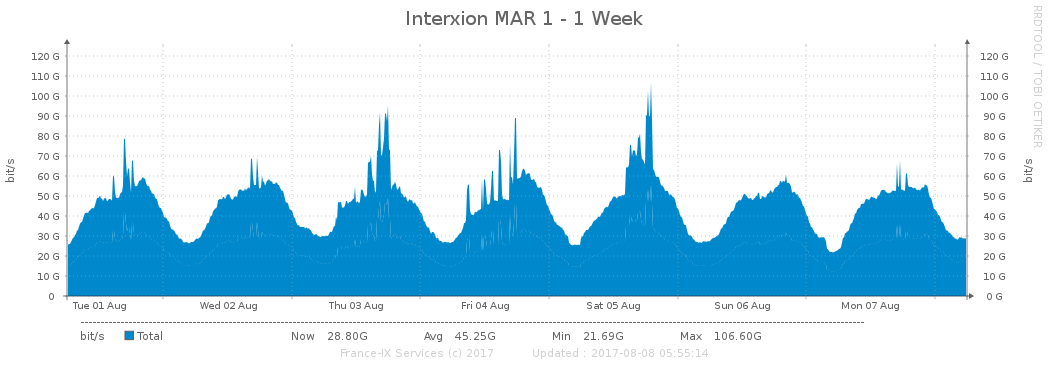 Interxion MAR 1 - 1 Week
RRDTOOL / TOBI OETIKER
bit/s
120 G 120 G
110 G 110 G
100 G 100 G
90 G 90 G
80 G 80 G
70 G 70 G
60 G 60 G
50 G 50 G
40 G 40 G
30 G 30 G
20 G 20 G
10 G 10 G
0 0 G
bit/s
Tue 01 Aug Wed 02 Aug Thu 03 Aug Fri 04 Aug Sat 05 Aug Sun 06 Aug Mon 07 Aug
bit/s Total Now 28.80G Avg 45.25G Min 21.69G Max 106.60G
France-IX Services (c) 2017 Updated : 2017-08-08 05:55:14